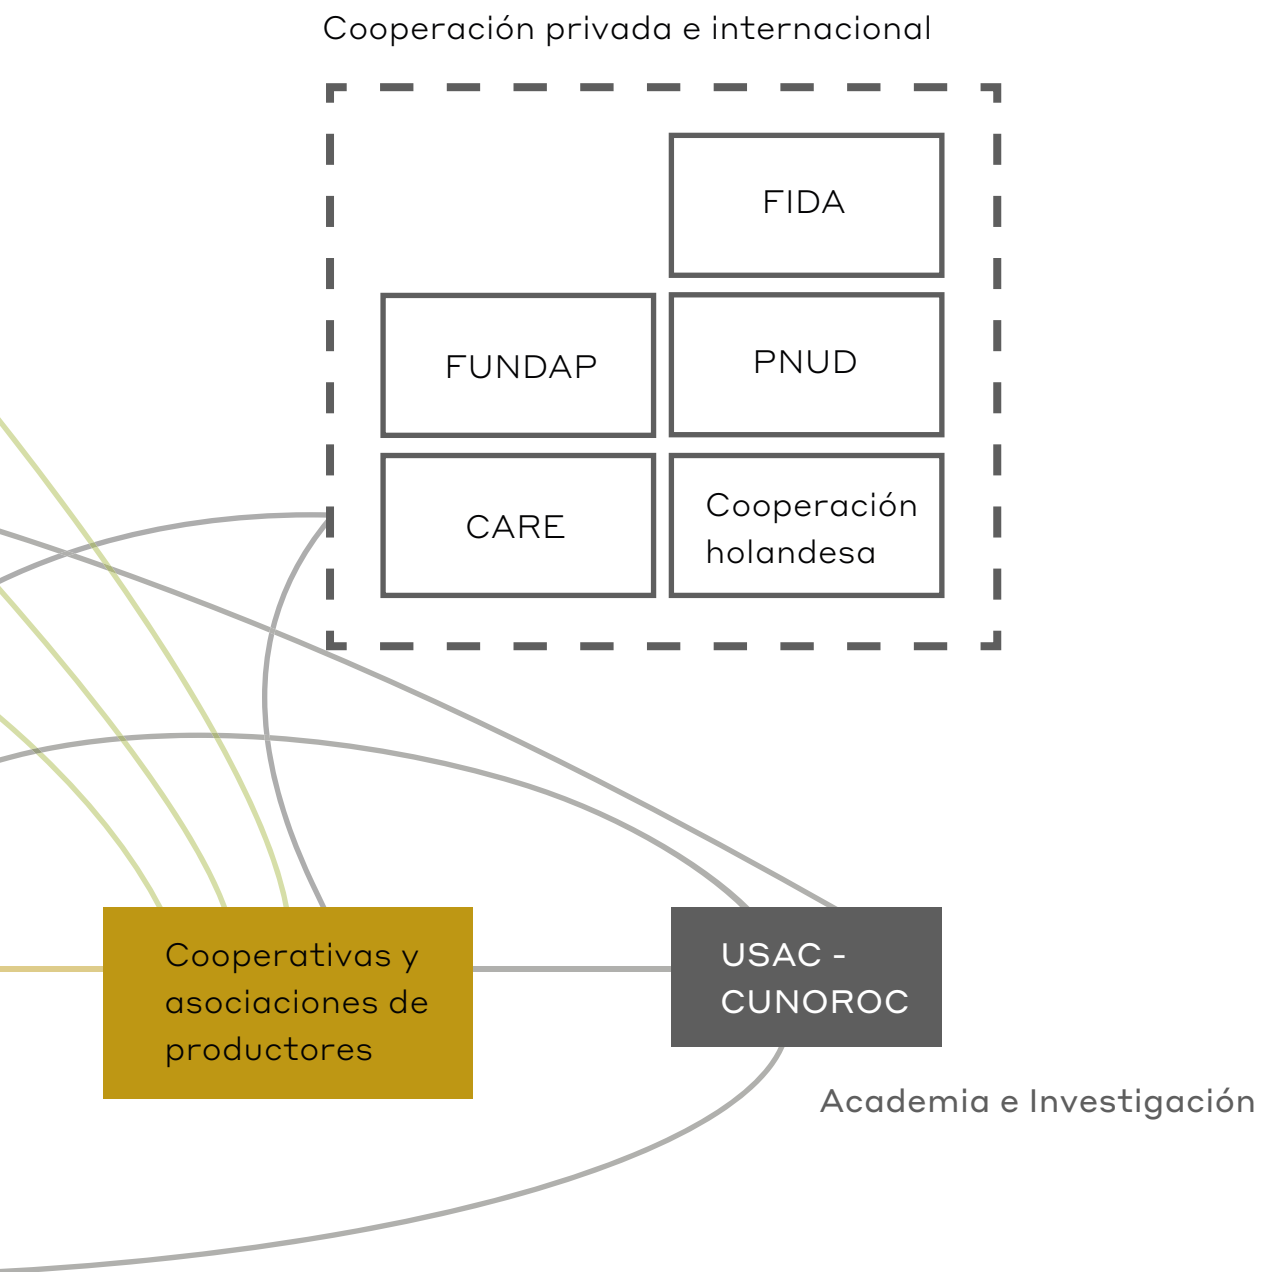 Cooperación privada e internacional
FIDA
FUNDAP
PNUD
CARE
Cooperación
holandesa
Cooperativas y
asociaciones de
productores
USAC -
CUNOROC
Academia e Investigación